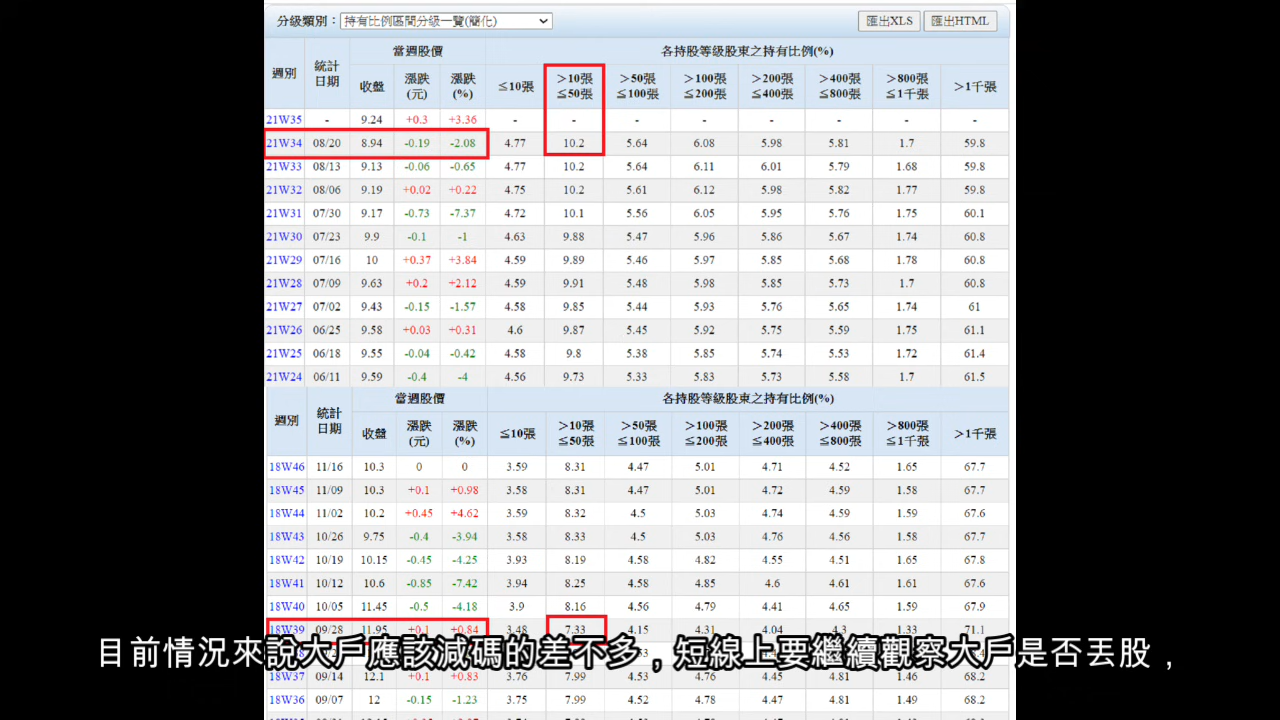 分級類別：持有比例區間分級一覽(簡化) 匯出XLS 匯出HTML
週別 統計日期 當週股價 各持股等級股東之持有比例(%)
收盤 漲跌(元) 漲跌(%) ≦10張 >10張≦50張 >50張≦100張 >100張≦200張 >200張≦400張 >400張≦800張 >800張≦1千張 >1千張
21W35 - 9.24 +0.3 +3.36 - - - - - - - -
21W34 08/20 8.94 -0.19 -2.08 4.77 10.2 5.64 6.08 5.98 5.81 1.7 59.8
21W33 08/13 9.13 -0.06 -0.65 4.77 10.2 5.64 6.11 6.01 5.79 1.68 59.8
21W32 08/06 9.19 +0.02 +0.22 4.75 10.2 5.61 6.12 5.98 5.82 1.77 59.8
21W31 07/30 9.17 -0.73 -7.37 4.72 10.1 5.56 6.05 5.95 5.76 1.75 60.1
21W30 07/23 9.9 -0.1 -1 4.63 9.88 5.47 5.96 5.86 5.67 1.74 60.8
21W29 07/16 10 +0.37 +3.84 4.59 9.89 5.46 5.97 5.85 5.68 1.78 60.8
21W28 07/09 9.63 +0.2 +2.12 4.59 9.91 5.48 5.98 5.85 5.73 1.7 60.8
21W27 07/02 9.43 -0.15 -1.57 4.58 9.85 5.44 5.93 5.76 5.65 1.74 61
21W26 06/25 9.58 +0.03 +0.31 4.6 9.87 5.45 5.92 5.75 5.59 1.75 61.1
21W25 06/18 9.55 -0.04 -0.42 4.58 9.8 5.38 5.85 5.74 5.53 1.72 61.4
21W24 06/11 9.59 -0.4 -4 4.56 9.73 5.33 5.83 5.73 5.58 1.7 61.5
週別 統計日期 當週股價 各持股等級股東之持有比例(%)
收盤 漲跌(元) 漲跌(%) ≦10張 >10張≦50張 >50張≦100張 >100張≦200張 >200張≦400張 >400張≦800張 >800張≦1千張 >1千張
18W46 11/16 10.3 0 0 3.59 8.31 4.47 5.01 4.71 4.52 1.65 67.7
18W45 11/09 10.3 +0.1 +0.98 3.58 8.31 4.47 5.01 4.72 4.59 1.58 67.7
18W44 11/02 10.2 +0.45 +4.62 3.59 8.32 4.5 5.03 4.74 4.59 1.59 67.6
18W43 10/26 9.75 -0.4 -3.94 3.58 8.33 4.5 5.03 4.76 4.56 1.58 67.7
18W42 10/19 10.15 -0.45 -4.25 3.93 8.19 4.58 4.82 4.55 4.51 1.65 67.8
18W41 10/12 10.6 -0.85 -7.42 3.94 8.25 4.58 4.85 4.6 4.61 1.61 67.6
18W40 10/05 11.45 -0.5 -4.18 3.9 8.16 4.56 4.79 4.41 4.65 1.59 67.9
18W39 09/28 11.95 +0.1 +0.84 3.48 7.33 4.15 4.31 4.04 4.3 1.33 71.1
目前情況來說大戶應該減碼的差不多，短線上要繼續觀察大戶是否丟股，
18W37 09/14 12.1 +0.1 +0.83 3.76 7.99 4.53 4.76 4.45 4.81 1.46 68.2
18W36 09/07 12 -0.15 -1.23 3.75 7.99 4.52 4.78 4.47 4.81 1.49 68.2